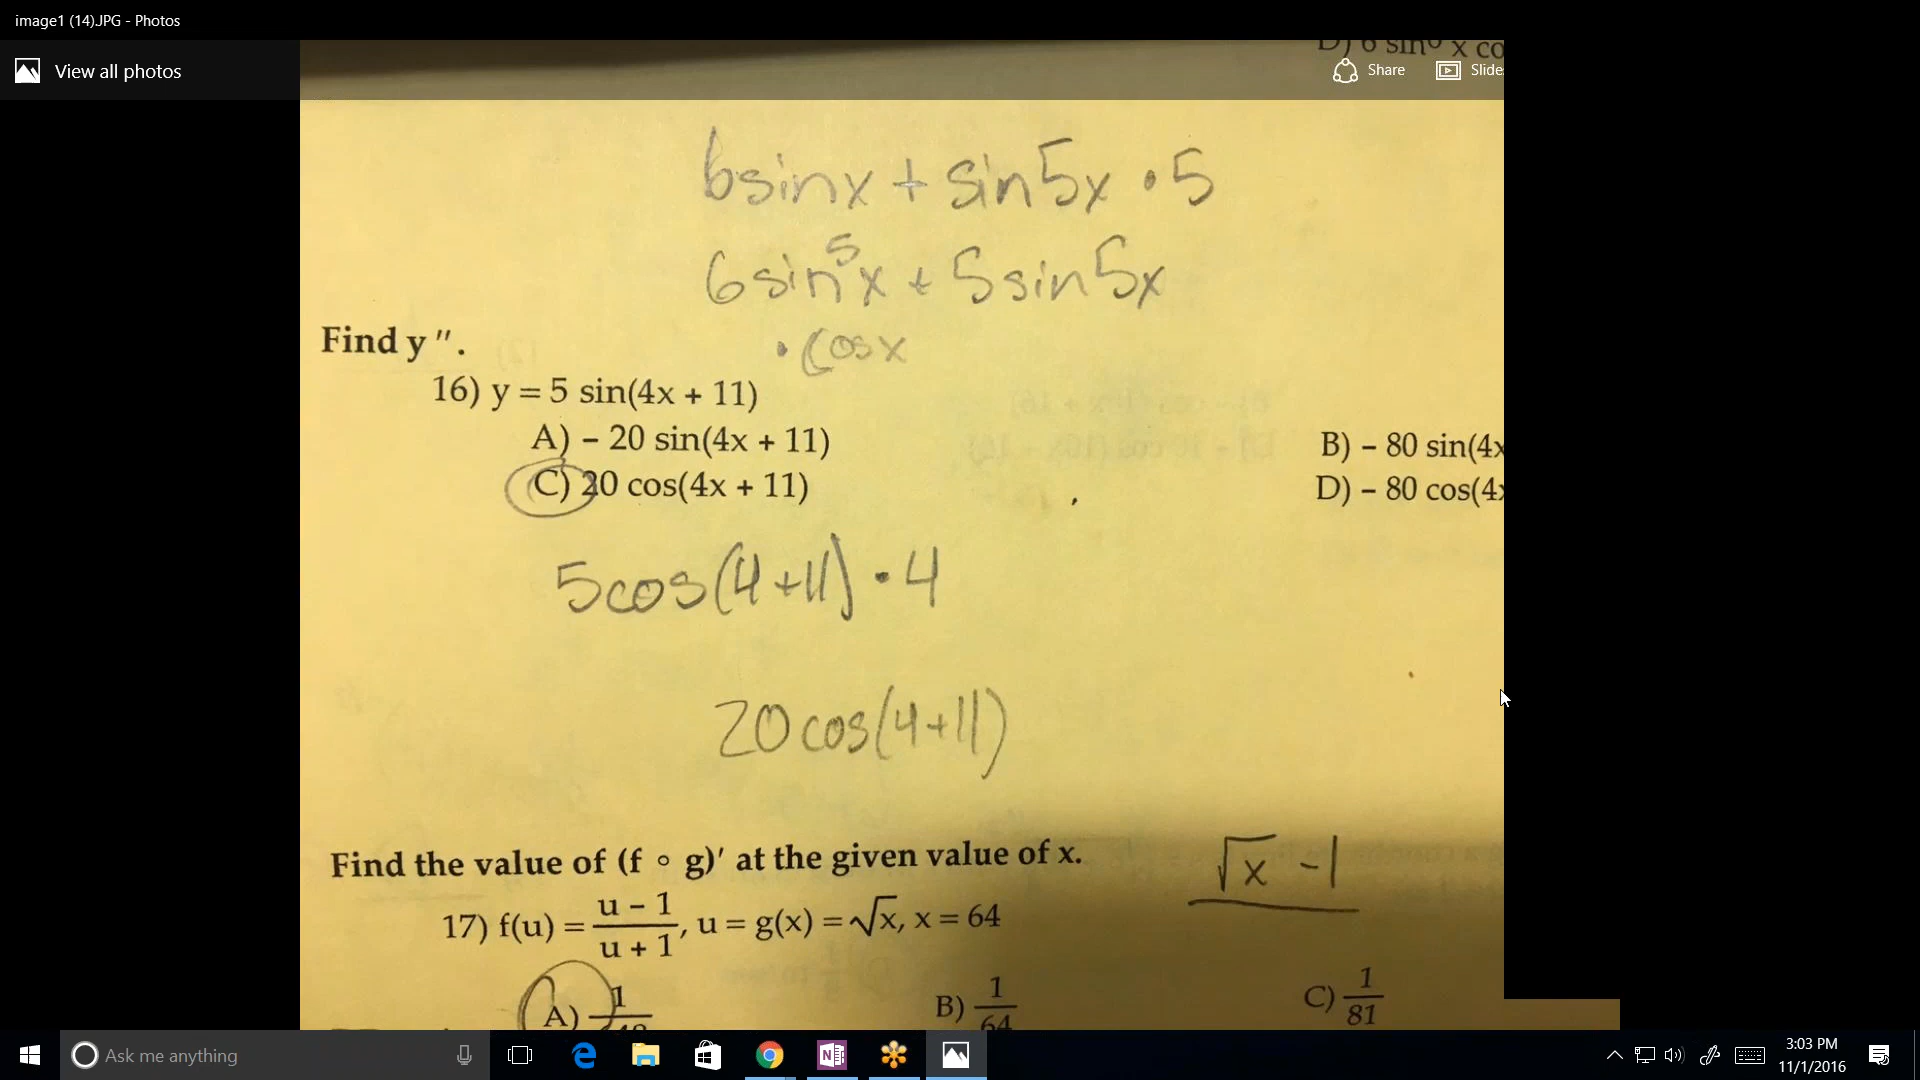 image1 (14).JPG - Photos
View all photos
Share
Slide
6sinx + sin5x • 5
6sin⁵x + 5sin5x
• cosx
Find y ″.
16) y = 5 sin(4x + 11)
A) – 20 sin(4x + 11)
B) – 80 sin(4x
C) 20 cos(4x + 11)
D) – 80 cos(4x
5cos(4+11) • 4
20cos(4+11)
Find the value of (f ∘ g)′ at the given value of x.
√x - 1
17) f(u) = (u – 1)/(u + 1), u = g(x) = √x, x = 64
A) 1/
B) 1/64
C) 1/81
Ask me anything
3:03 PM
11/1/2016